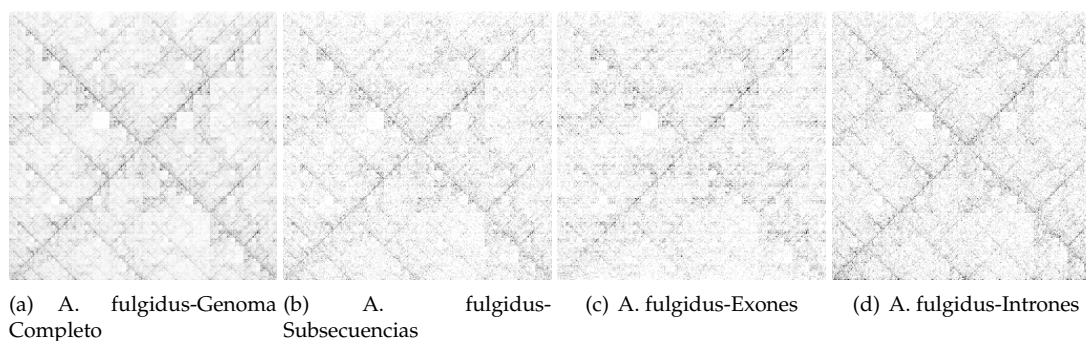 (a) A. fulgidus-Genoma Completo
(b) A. fulgidus-Subsecuencias
(c) A. fulgidus-Exones
(d) A. fulgidus-Intrones